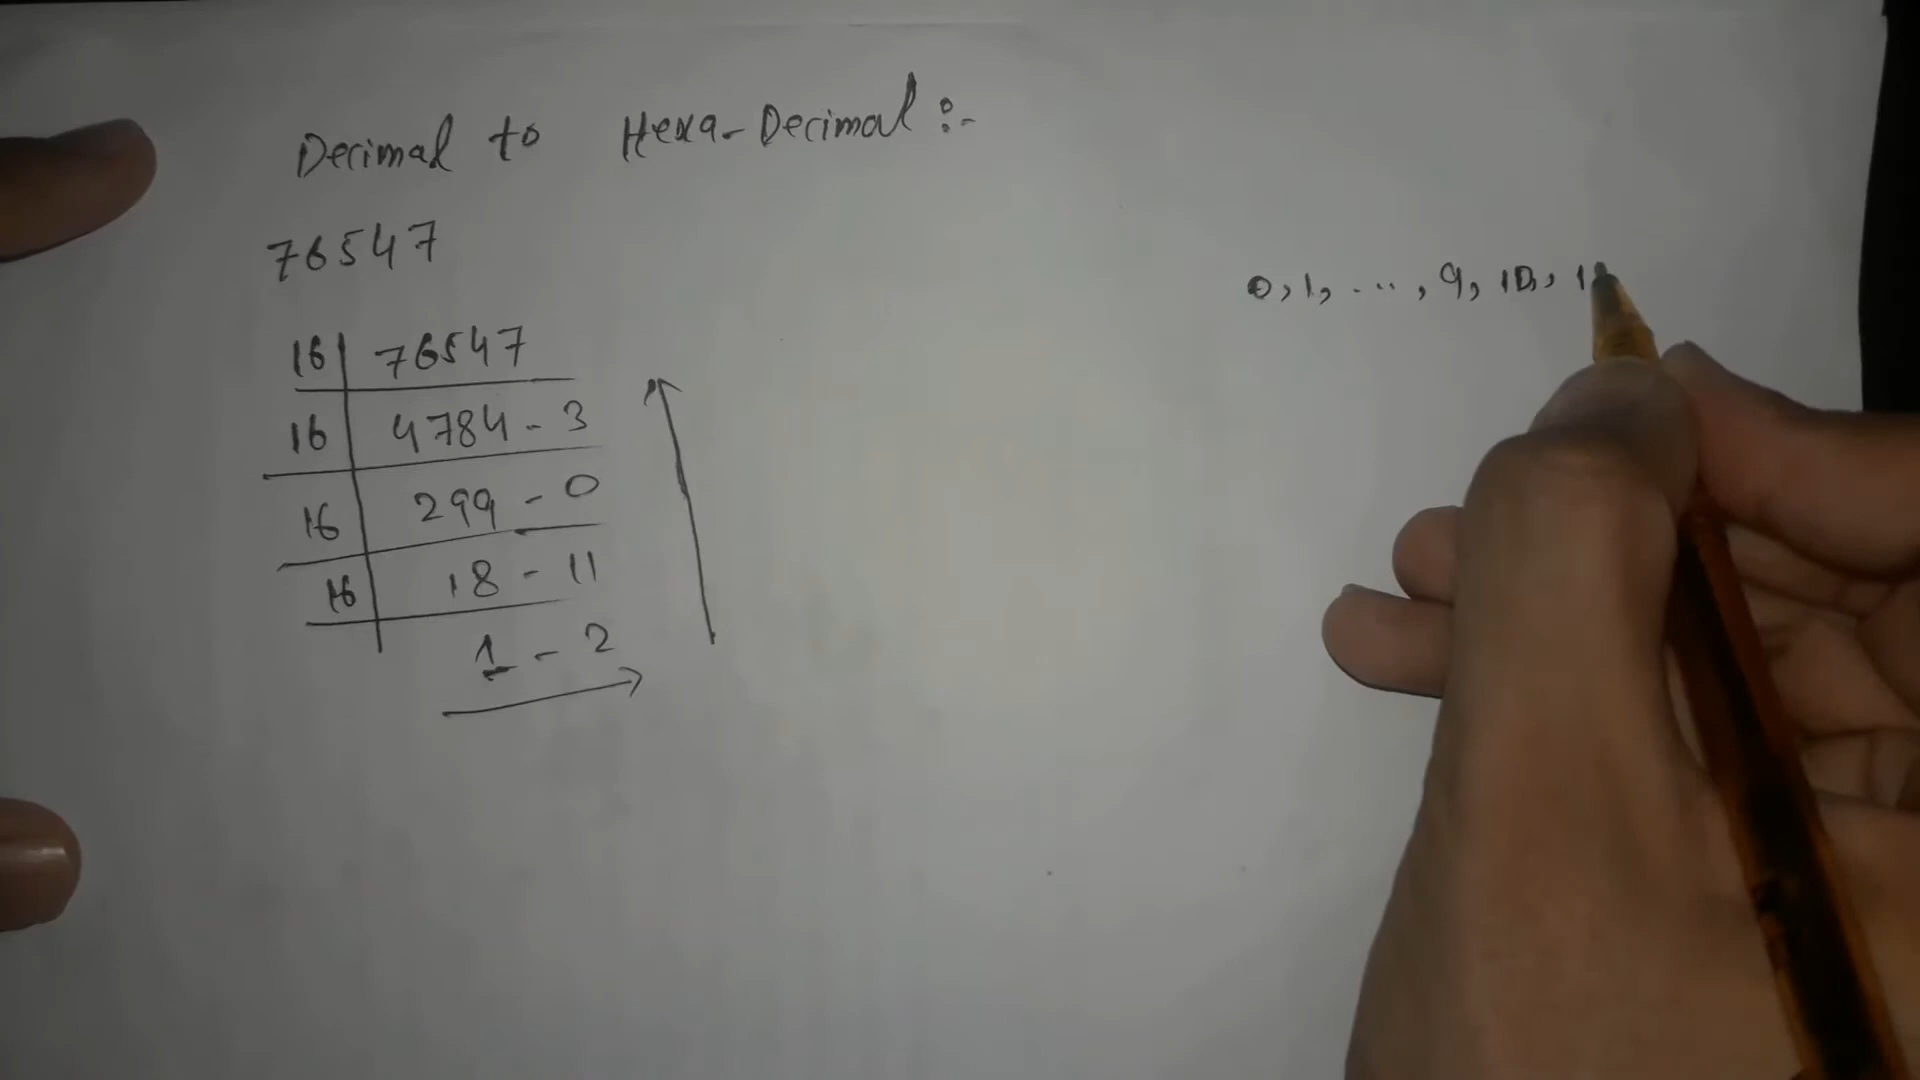 Decimal to Hexa-Decimal :-
76547
16 76547
16 4784 - 3
16 299 - 0
16 18 - 11
1 - 2
0, 1, ..., 9, 10,